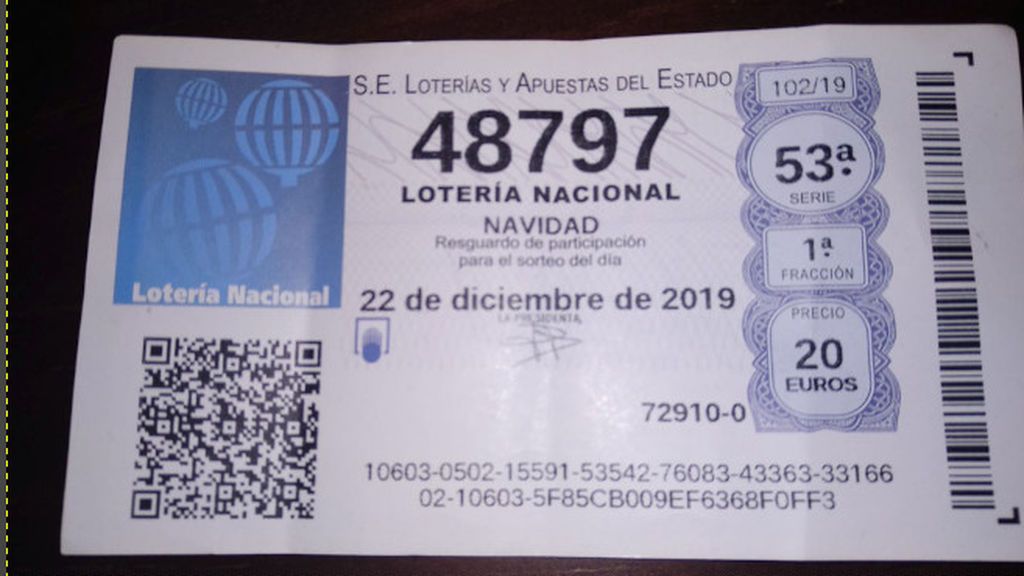 S.E. LOTERÍAS Y APUESTAS DEL ESTADO
48797
LOTERÍA NACIONAL
NAVIDAD
Resguardo de participación
para el sorteo del día
22 de diciembre de 2019
LA PRESIDENTA
72910-0
10603-0502-15591-53542-76083-43363-33166
02-10603-5F85CB009EF6368F0FF3
Lotería Nacional
102/19
53ª
SERIE
1ª
FRACCIÓN
PRECIO
20
EUROS